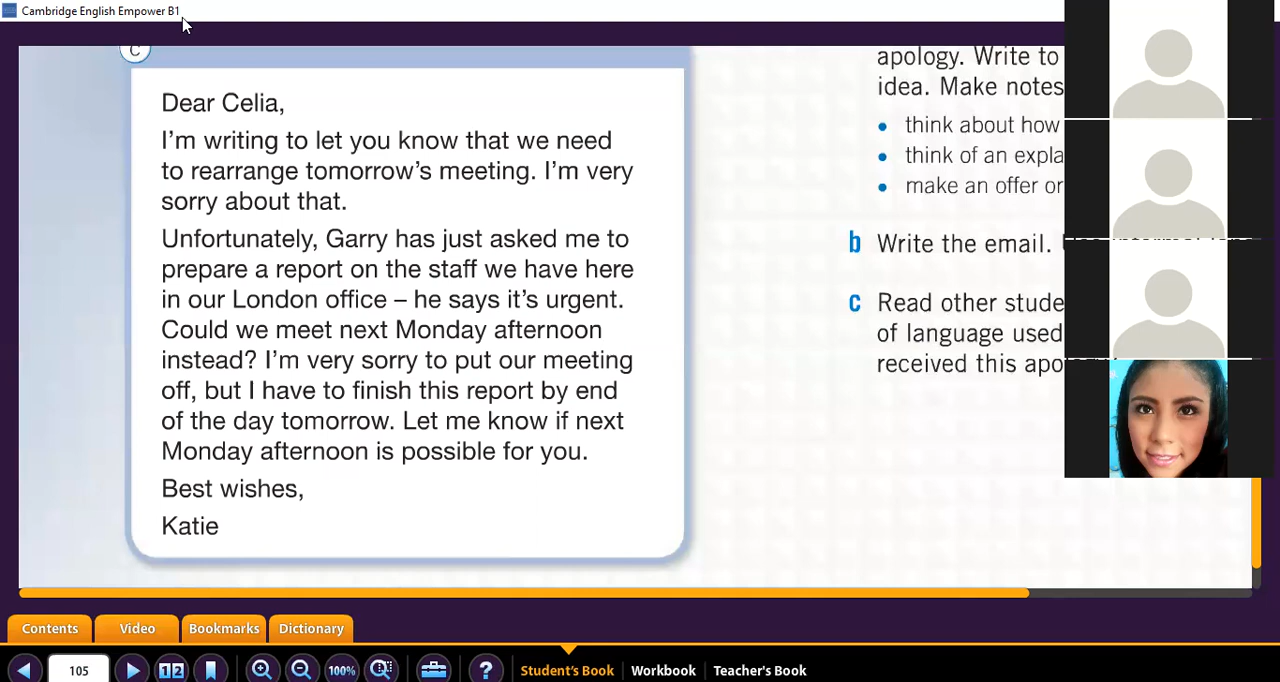 Cambridge English Empower B1
C
Dear Celia,
I'm writing to let you know that we need
to rearrange tomorrow's meeting. I'm very
sorry about that.
Unfortunately, Garry has just asked me to
prepare a report on the staff we have here
in our London office – he says it's urgent.
Could we meet next Monday afternoon
instead? I'm very sorry to put our meeting
off, but I have to finish this report by end
of the day tomorrow. Let me know if next
Monday afternoon is possible for you.
Best wishes,
Katie
apology. Write to
idea. Make notes
• think about how
• think of an expla
• make an offer or
b Write the email.
c Read other stude
of language used
received this apo
Contents Video Bookmarks Dictionary
105 12 100% ? Student's Book Workbook Teacher's Book